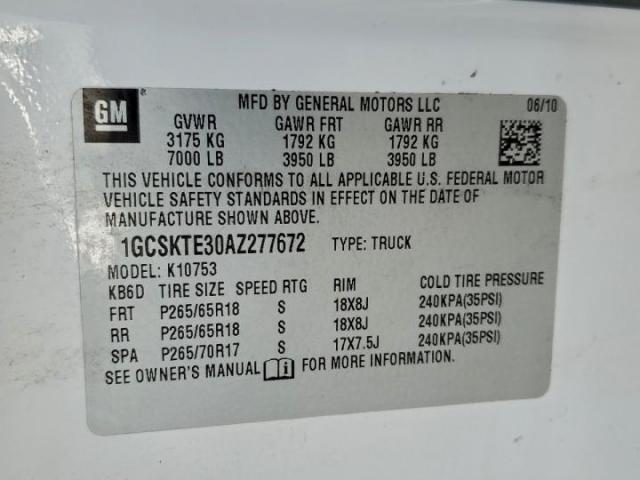 GM
MFD BY GENERAL MOTORS LLC 06/10
GVWR GAWR FRT GAWR RR
3175 KG 1792 KG 1792 KG
7000 LB 3950 LB 3950 LB
THIS VEHICLE CONFORMS TO ALL APPLICABLE U.S. FEDERAL MOTOR
VEHICLE SAFETY STANDARDS IN EFFECT ON THE DATE OF
MANUFACTURE SHOWN ABOVE.
1GCSKTE30AZ277672 TYPE: TRUCK
MODEL: K10753
KB6D TIRE SIZE SPEED RTG RIM COLD TIRE PRESSURE
FRT P265/65R18 S 18X8J 240KPA(35PSI)
RR P265/65R18 S 18X8J 240KPA(35PSI)
SPA P265/70R17 S 17X7.5J 240KPA(35PSI)
SEE OWNER'S MANUAL FOR MORE INFORMATION.